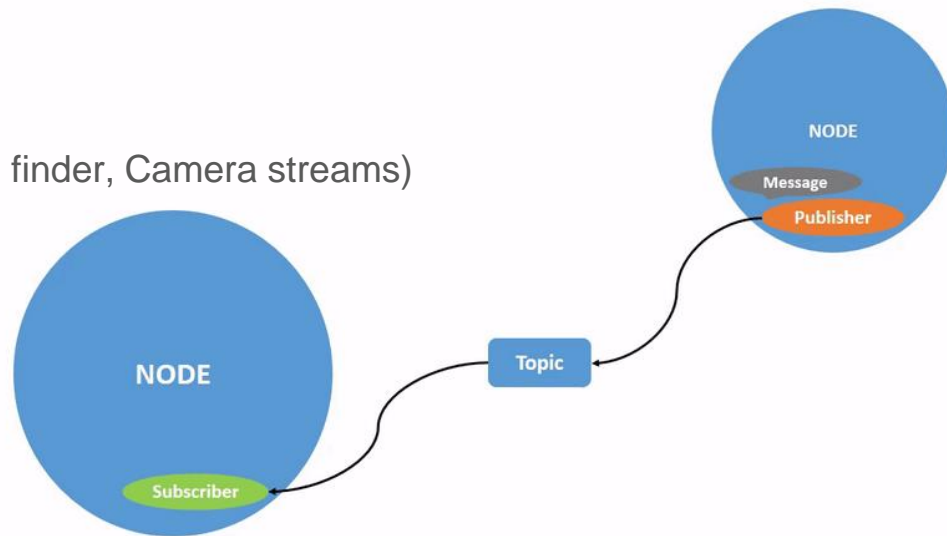 NODE
Message
Publisher
finder, Camera streams)
Topic
NODE
Subscriber